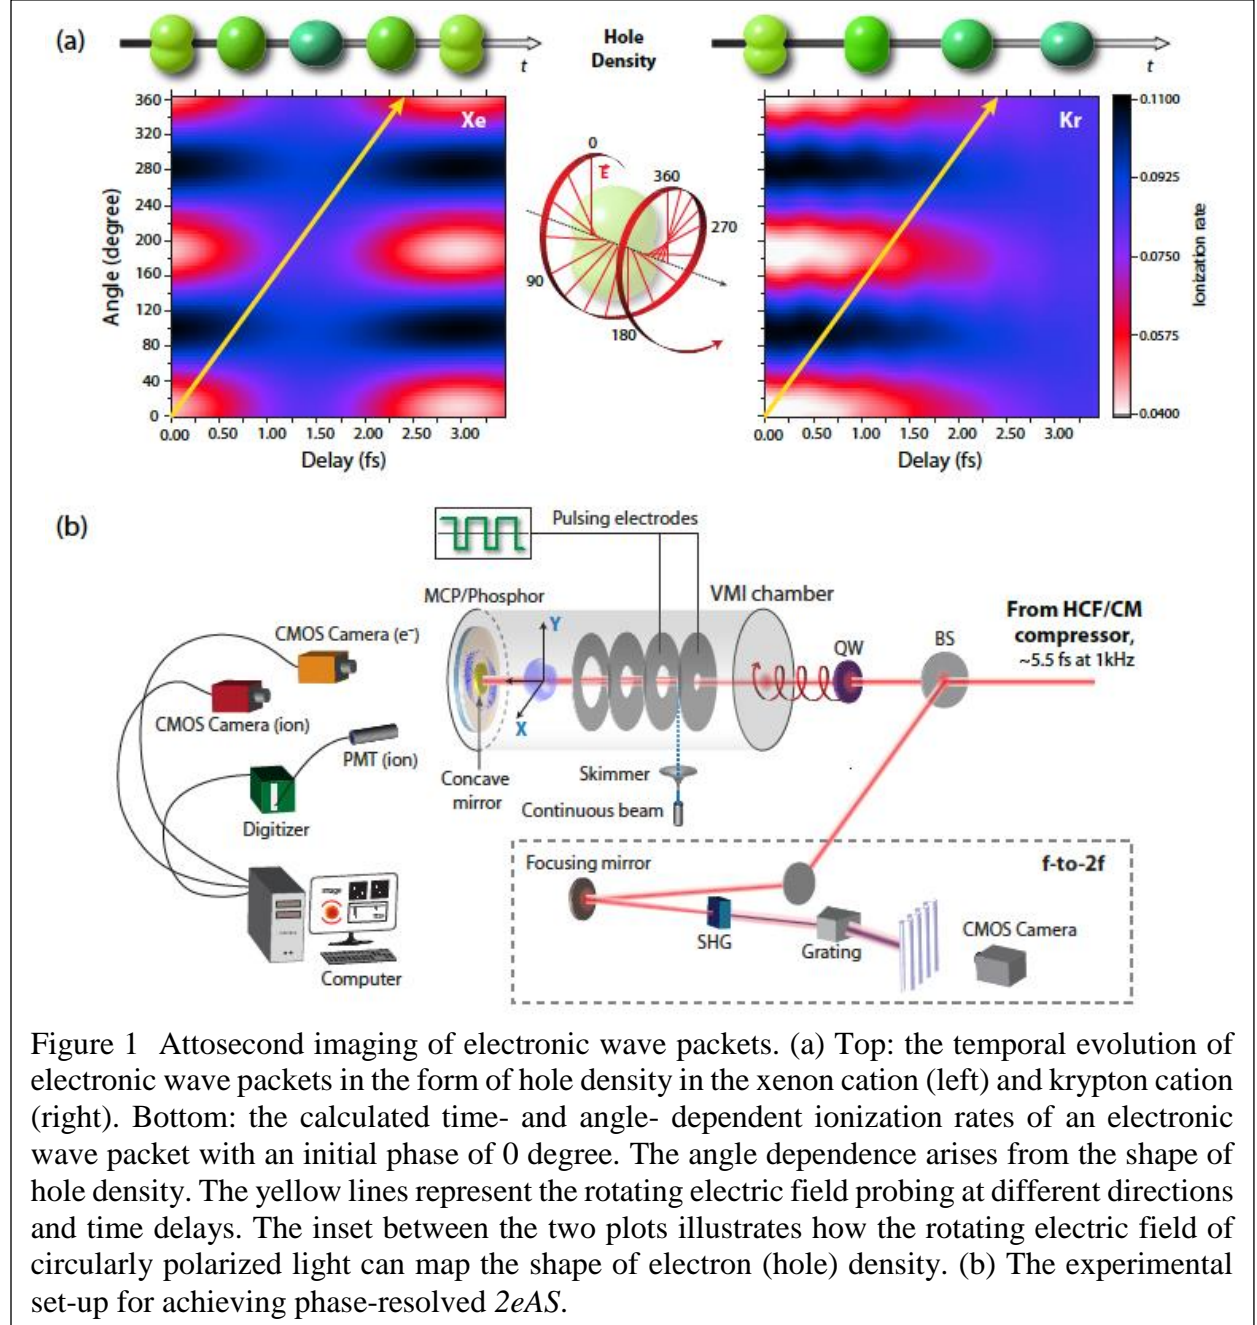 (a)
Hole
Density
t
t
Xe
Kr
360
320
280
240
200
160
120
80
40
0
Angle (degree)
0.00 0.50 1.00 1.50 2.00 2.50 3.00
Delay (fs)
0
E
360
270
90
180
0.00 0.50 1.00 1.50 2.00 2.50 3.00
Delay (fs)
0.1100
0.0925
0.0750
0.0575
0.0400
Ionization rate
(b)
Pulsing electrodes
MCP/Phosphor
VMI chamber
From HCF/CM
compressor,
~5.5 fs at 1kHz
CMOS Camera (e⁻)
Y
QW
BS
CMOS Camera (ion)
X
PMT (ion)
Concave
mirror
Skimmer
Continuous beam
Digitizer
Focusing mirror
f-to-2f
SHG
Grating
CMOS Camera
Computer
Figure 1 Attosecond imaging of electronic wave packets. (a) Top: the temporal evolution of
electronic wave packets in the form of hole density in the xenon cation (left) and krypton cation
(right). Bottom: the calculated time- and angle- dependent ionization rates of an electronic
wave packet with an initial phase of 0 degree. The angle dependence arises from the shape of
hole density. The yellow lines represent the rotating electric field probing at different directions
and time delays. The inset between the two plots illustrates how the rotating electric field of
circularly polarized light can map the shape of electron (hole) density. (b) The experimental
set-up for achieving phase-resolved 2eAS.